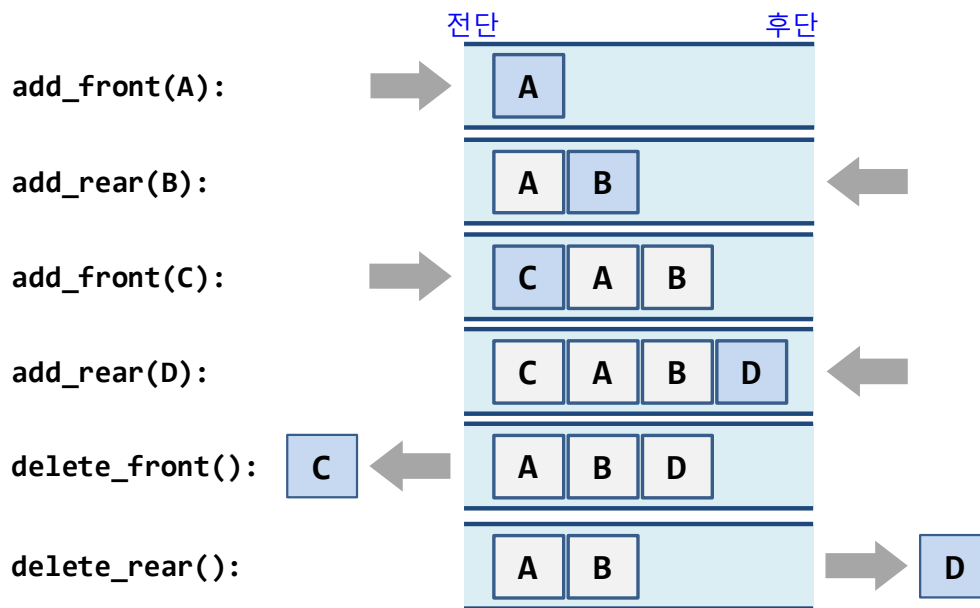 전단 후단
add_front(A): A
add_rear(B): A B
add_front(C): C A B
add_rear(D): C A B D
delete_front(): C A B D
delete_rear(): A B D